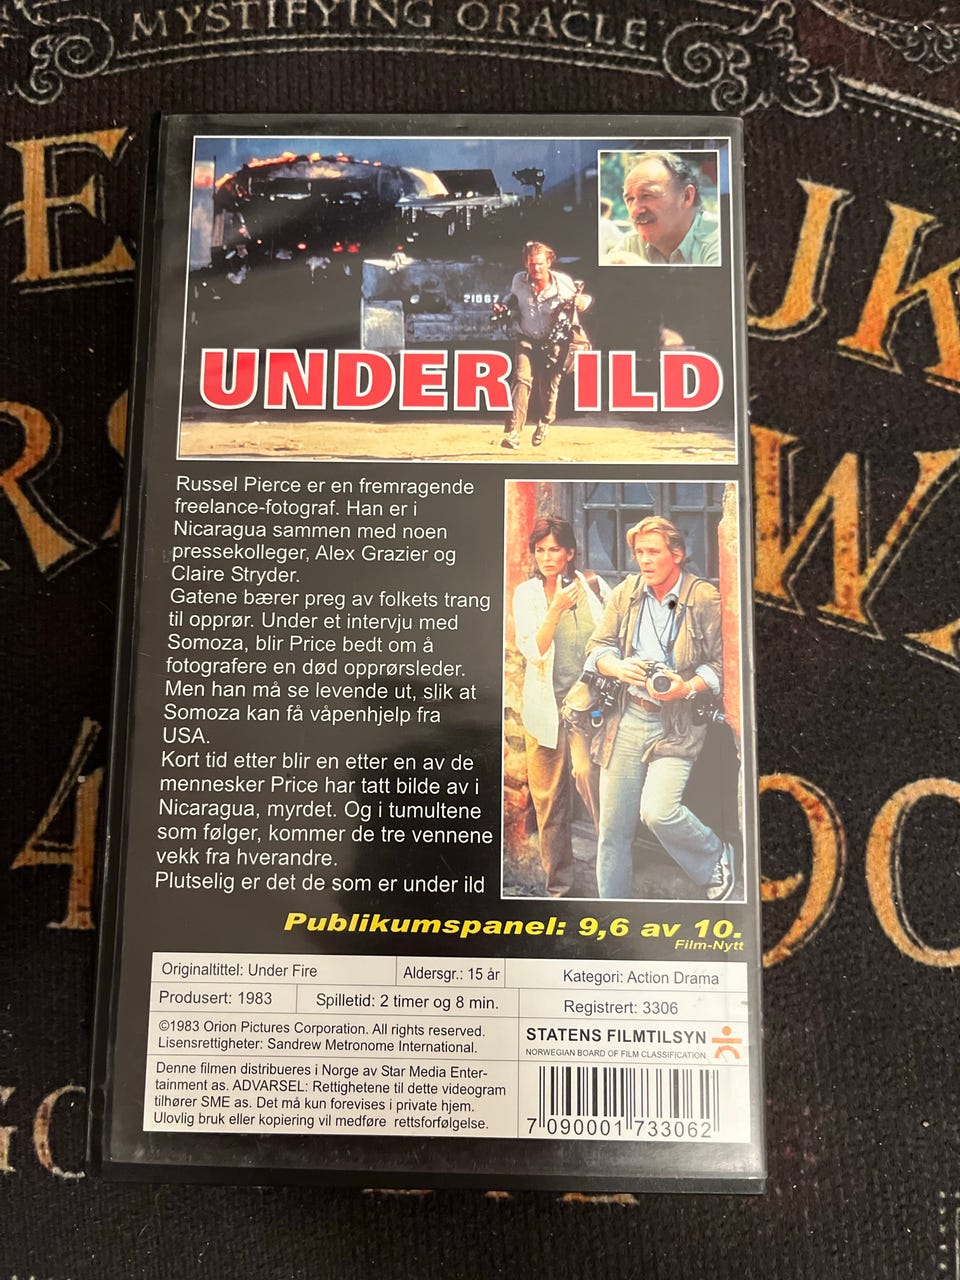 MYSTIFYING ORACLE
21067
UNDER ILD
Russel Pierce er en fremragende
freelance-fotograf. Han er i
Nicaragua sammen med noen
pressekolleger, Alex Grazier og
Claire Stryder.
Gatene bærer preg av folkets trang
til opprør. Under et intervju med
Somoza, blir Price bedt om å
fotografere en død opprørsleder.
Men han må se levende ut, slik at
Somoza kan få våpenhjelp fra
USA.
Kort tid etter blir en etter en av de
mennesker Price har tatt bilde av i
Nicaragua, myrdet. Og i tumultene
som følger, kommer de tre vennene
vekk fra hverandre.
Plutselig er det de som er under ild
Publikumspanel: 9,6 av 10.
Film-Nytt
Originaltittel: Under Fire
Aldersgr.: 15 år
Kategori: Action Drama
Produsert: 1983
Spilletid: 2 timer og 8 min.
Registrert: 3306
©1983 Orion Pictures Corporation. All rights reserved.
Lisensrettigheter: Sandrew Metronome International.
STATENS FILMTILSYN
NORWEGIAN BOARD OF FILM CLASSIFICATION
Denne filmen distribueres i Norge av Star Media Enter-
tainment as. ADVARSEL: Rettighetene til dette videogram
tilhører SME as. Det må kun forevises i private hjem.
Ulovlig bruk eller kopiering vil medføre rettsforfølgelse.
7 090001 733062